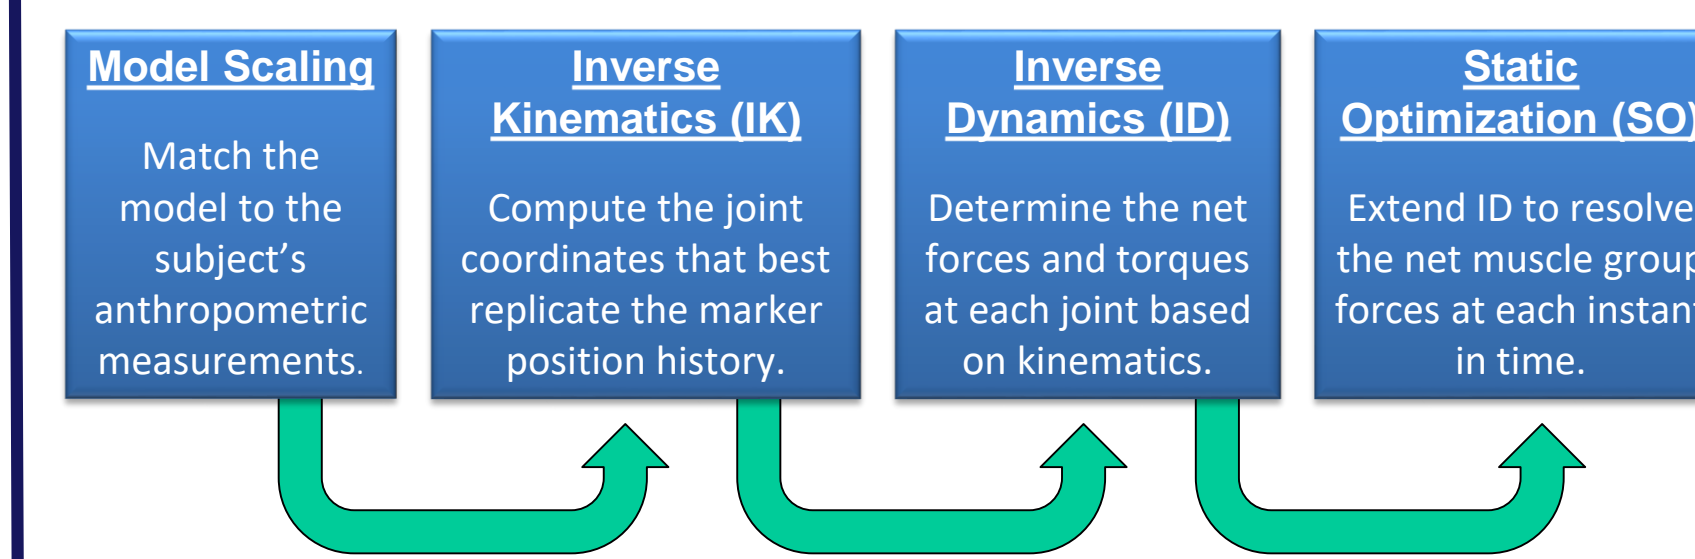 Model Scaling
Match the
model to the
subject's
anthropometric
measurements.
Inverse
Kinematics (IK)
Compute the joint
coordinates that best
replicate the marker
position history.
Inverse
Dynamics (ID)
Determine the net
forces and torques
at each joint based
on kinematics.
Static
Optimization (SO)
Extend ID to resolve
the net muscle group
forces at each instant
in time.